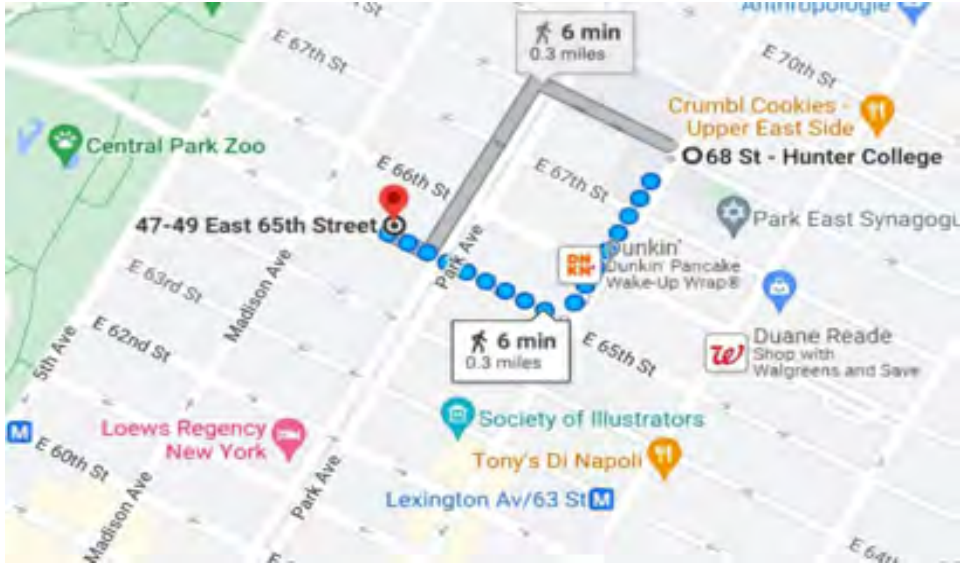 Anthropologie
6 min
0.3 miles
E 67th St
E 70th St
Crumbl Cookies -
Upper East Side
Central Park Zoo
68 St - Hunter College
E 66th St
E 67th St
47-49 East 65th Street
Park East Synagogu
Dunkin'
Dunkin' Pancake
Wake-Up Wrap®
DN
KN'
Park Ave
E 63rd St
Madison Ave
E 62nd St
5th Ave
6 min
0.3 miles
E 65th St
Duane Reade
Shop with
Walgreens and Save
W
Society of Illustrators
Loews Regency
New York
M
E 60th St
Tony's Di Napoli
Park Ave
Lexington Av/63 St M
Madison Ave
E 64th